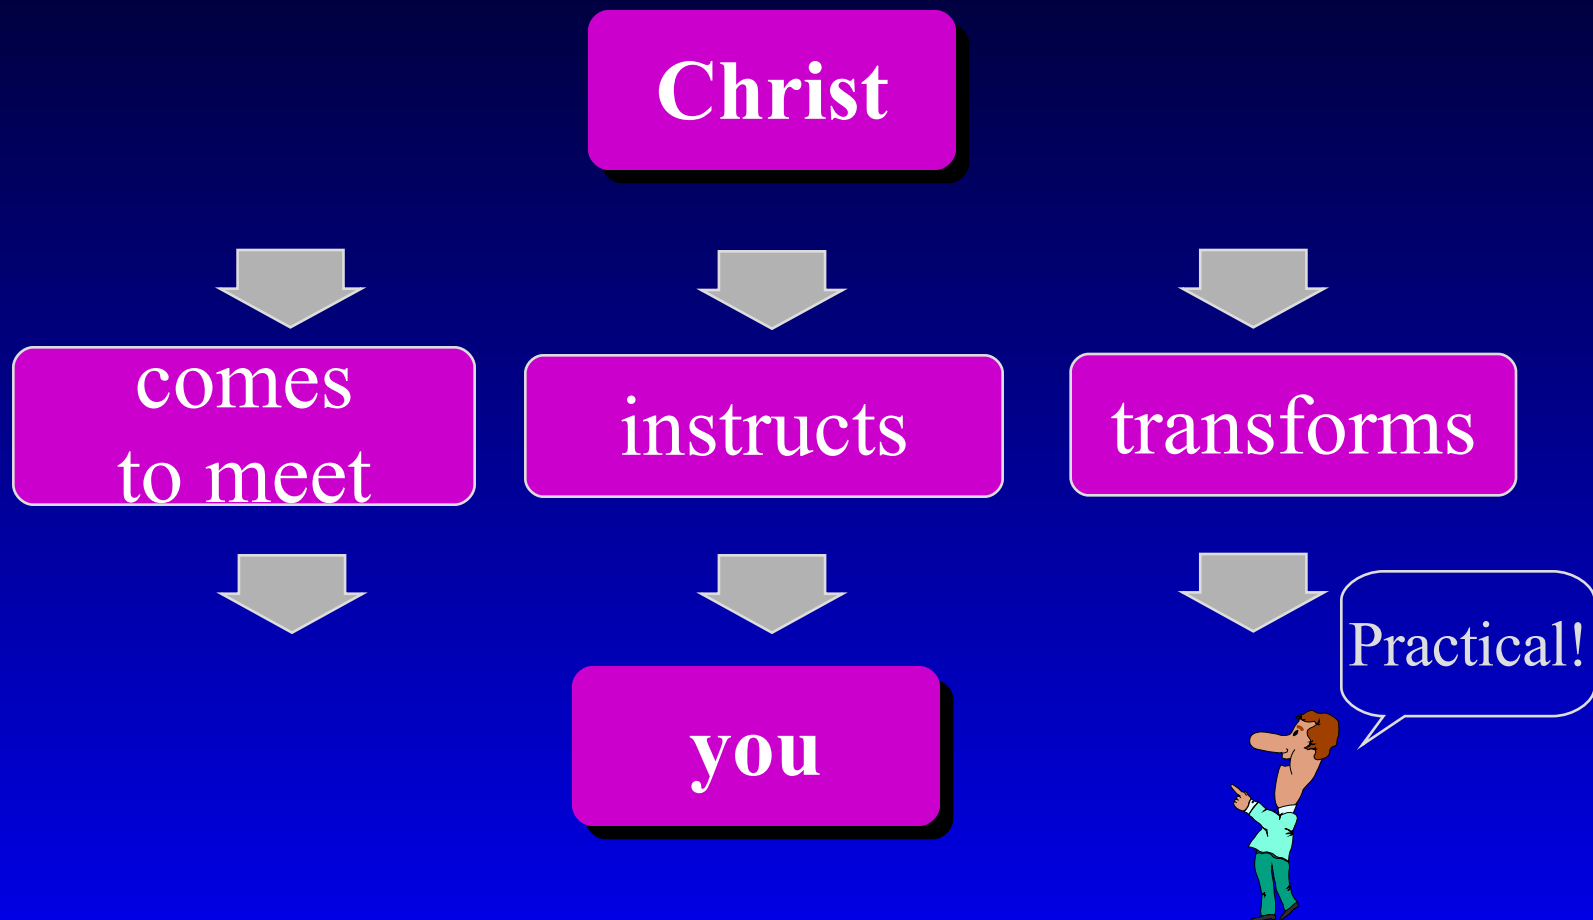 Christ
comes
to meet
instructs
transforms
Practical!
you